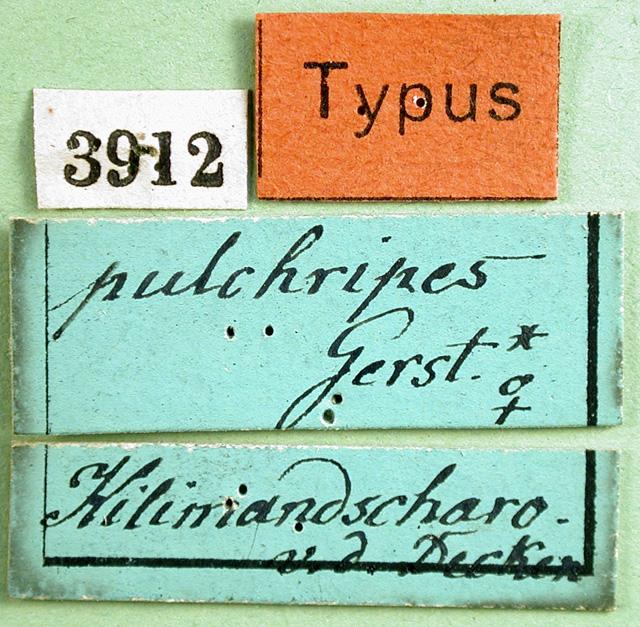 3912
Typus
pulchripes
Gerst. *
♀
Kilimandscharo.
v. d. Decken